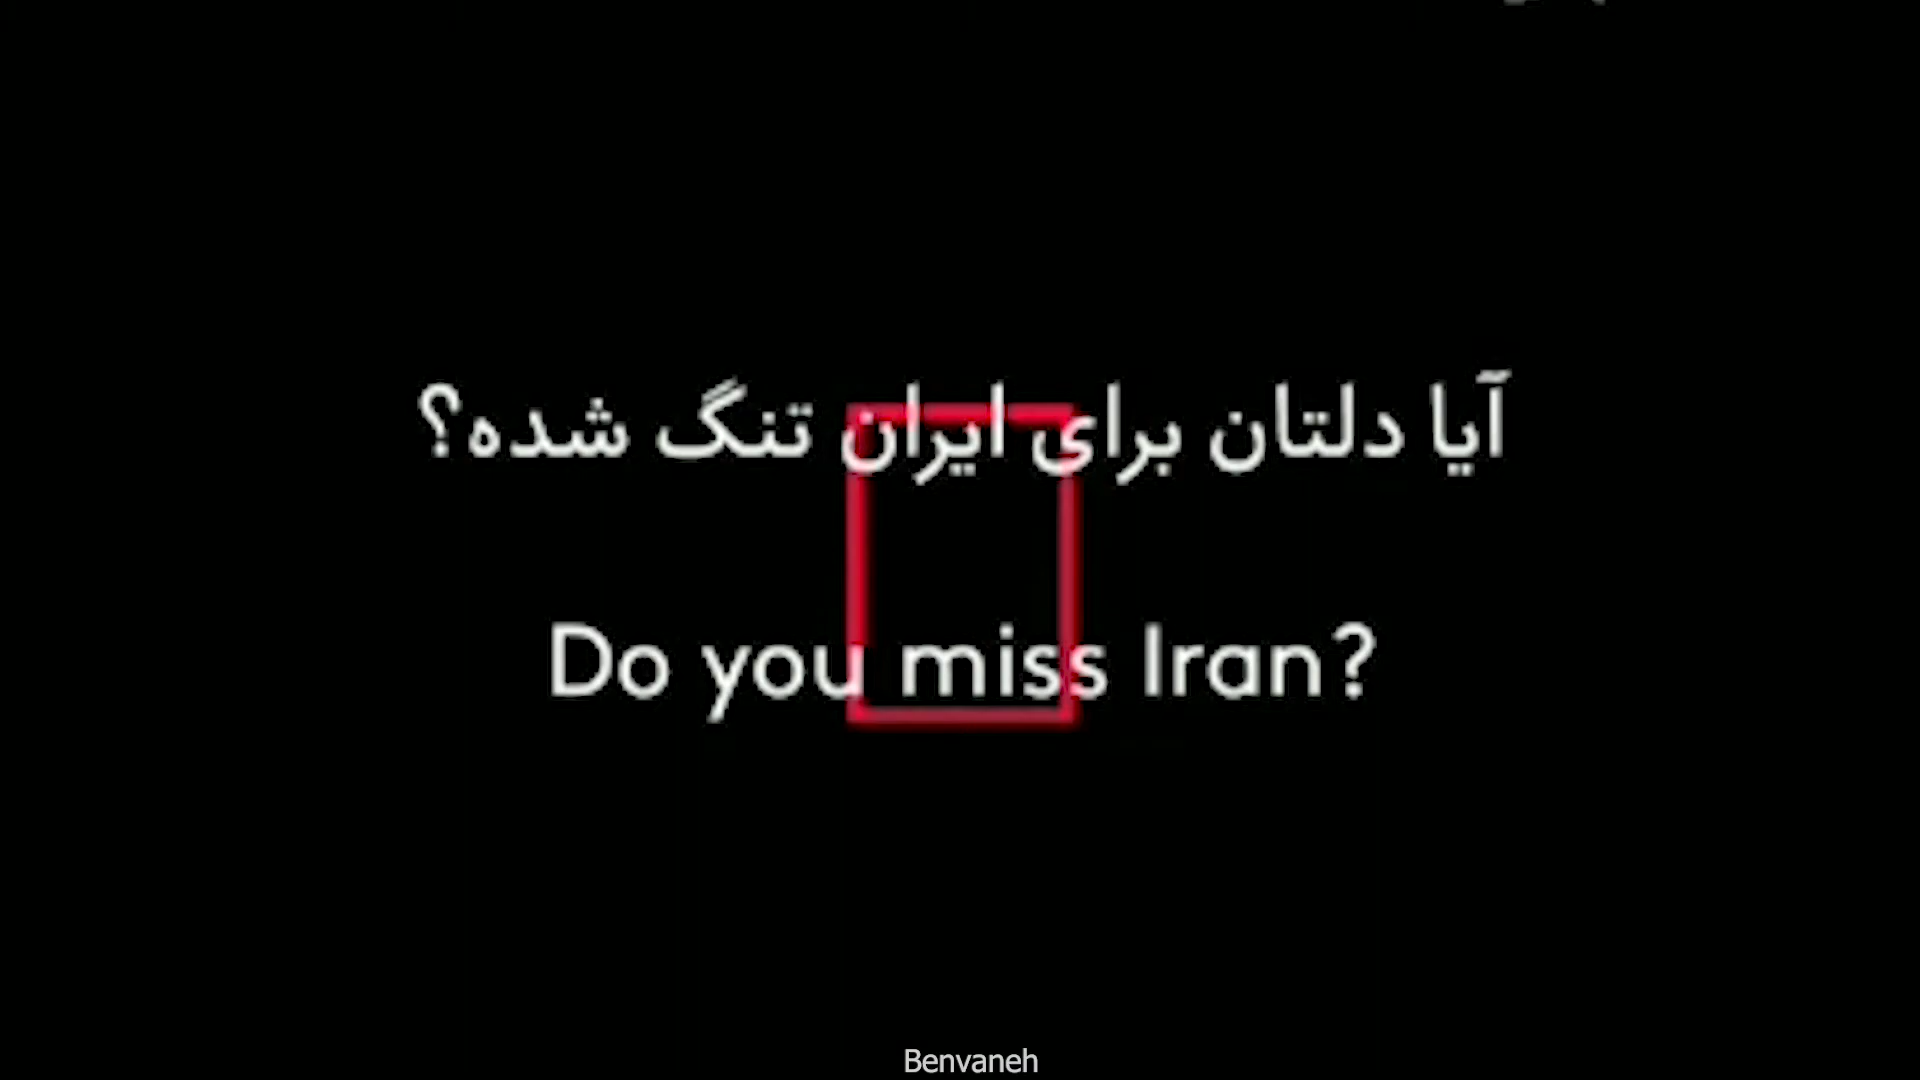 آیا دلتان برای ایران تنگ شده؟
Do you miss Iran?
Benvaneh